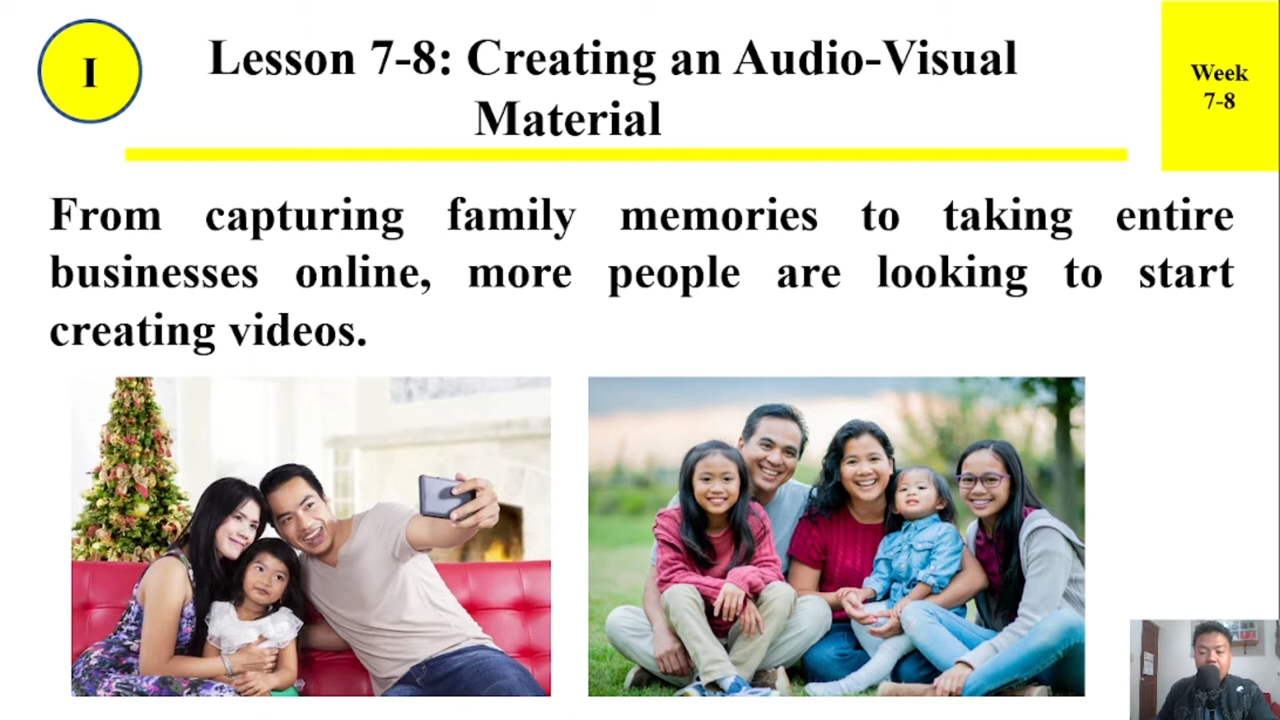 I
Lesson 7-8: Creating an Audio-Visual
Material
Week
7-8
From capturing family memories to taking entire
businesses online, more people are looking to start
creating videos.